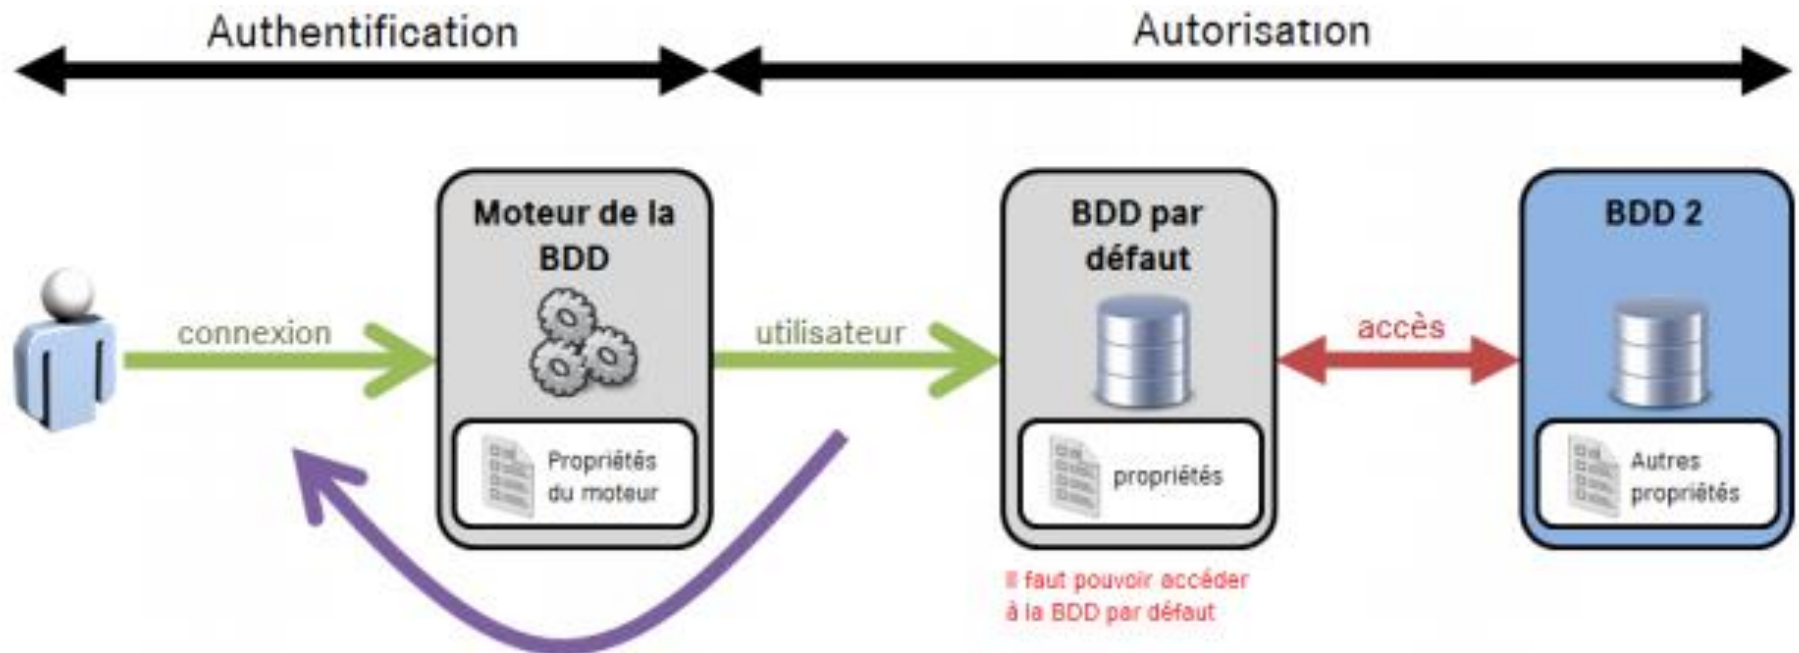 Authentification
Autorisation
Moteur de la
BDD
BDD par
défaut
BDD 2
connexion
utilisateur
accès
Propriétés
du moteur
propriétés
Autres
propriétés
Il faut pouvoir accéder
à la BDD par défaut